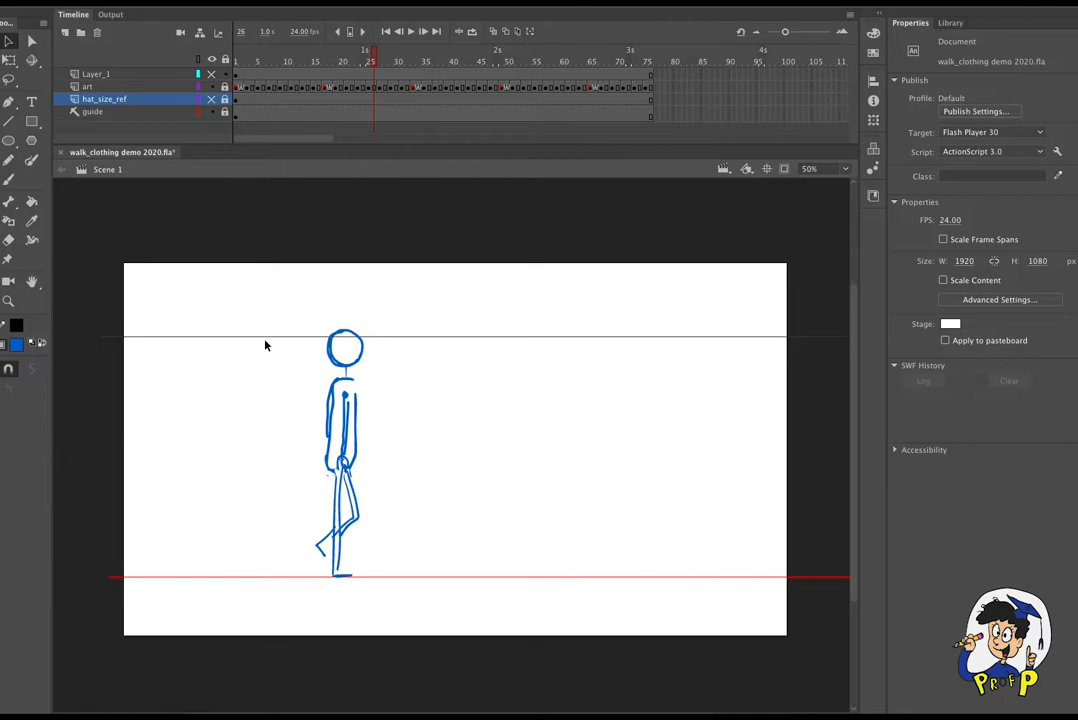 oo...
Timeline
Output
Properties
Library
26
1.0 s
24.00 fps
1s
2s
3s
4s
1
5
10
15
20
25
30
35
40
45
50
55
60
65
70
75
80
85
90
95
100
105
11
Layer_1
art
hat_size_ref
guide
Document
An
walk_clothing demo 2020.fla
Publish
Profile: Default
Publish Settings...
Target: Flash Player 30
Script: ActionScript 3.0
Class:
× walk_clothing demo 2020.fla*
Scene 1
50%
Properties
FPS: 24.00
Scale Frame Spans
Size: W: 1920 H: 1080 px
Scale Content
Advanced Settings...
Stage:
Apply to pasteboard
SWF History
Log
Clear
Accessibility
PROF P